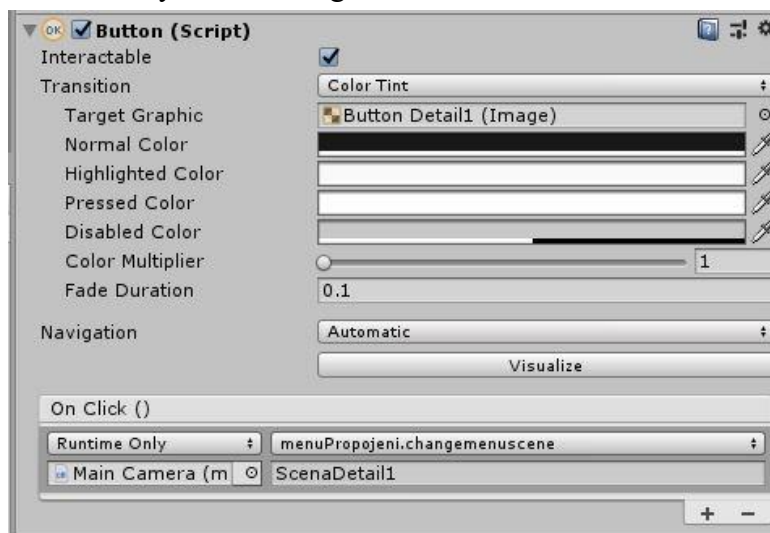 OK Button (Script)
Interactable
Transition Color Tint
Target Graphic Button Detail1 (Image)
Normal Color
Highlighted Color
Pressed Color
Disabled Color
Color Multiplier 1
Fade Duration 0.1
Navigation Automatic
Visualize
On Click ()
Runtime Only menuPropojeni.changemenuscene
Main Camera (m ScenaDetail1
+ −